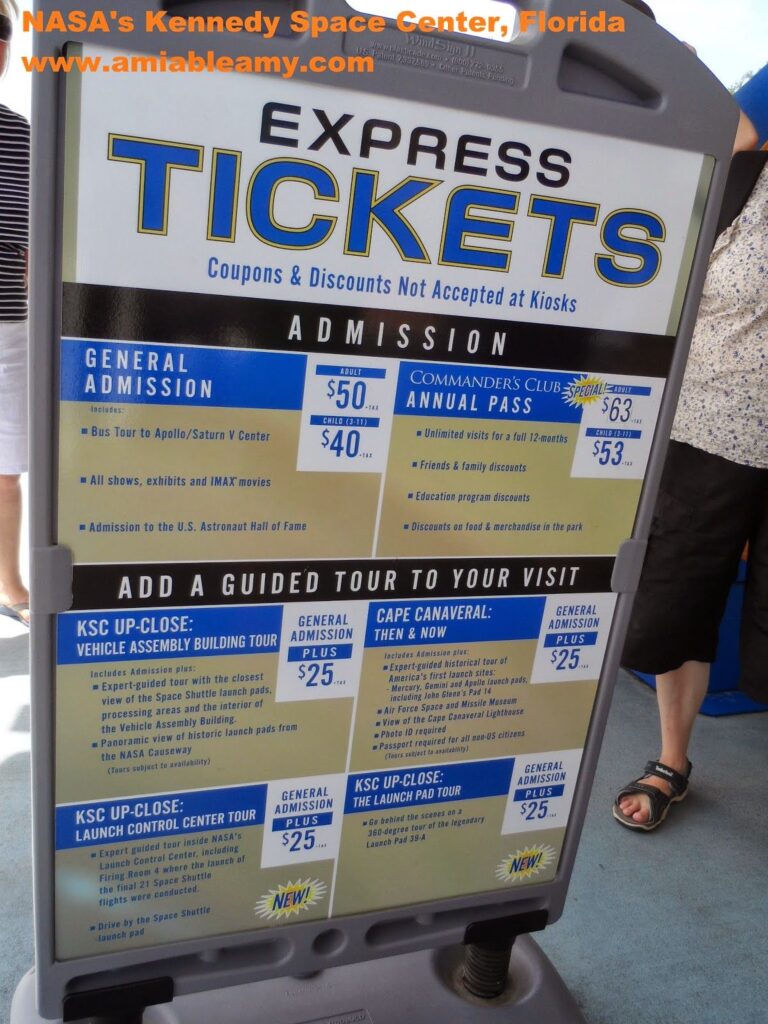 NASA's Kennedy Space Center, Florida
www.amiableamy.com
EXPRESS
TICKETS
Coupons & Discounts Not Accepted at Kiosks
ADMISSION
GENERAL
ADMISSION
Includes:
ADULT
$50+TAX
CHILD (3-11)
$40+TAX
▪ Bus Tour to Apollo/Saturn V Center
▪ All shows, exhibits and IMAX® movies
▪ Admission to the U.S. Astronaut Hall of Fame
COMMANDER'S CLUB
ANNUAL PASS
SPECIAL!
ADULT
$63+TAX
CHILD (3-11)
$53+TAX
▪ Unlimited visits for a full 12-months
▪ Friends & family discounts
▪ Education program discounts
▪ Discounts on food & merchandise in the park
ADD A GUIDED TOUR TO YOUR VISIT
KSC UP-CLOSE:
VEHICLE ASSEMBLY BUILDING TOUR
GENERAL
ADMISSION
PLUS
$25+TAX
Includes Admission plus:
▪ Expert-guided tour with the closest
view of the Space Shuttle launch pads,
processing areas and the interior of
the Vehicle Assembly Building.
▪ Panoramic view of historic launch pads from
the NASA Causeway
(Tours subject to availability)
CAPE CANAVERAL:
THEN & NOW
GENERAL
ADMISSION
PLUS
$25+TAX
Includes Admission plus:
▪ Expert-guided historical tour of
America's first launch sites:
- Mercury, Gemini and Apollo launch pads,
including John Glenn's Pad 14
▪ Air Force Space and Missile Museum
▪ View of the Cape Canaveral Lighthouse
▪ Photo ID required
▪ Passport required for all non-US citizens
(Tours subject to availability)
KSC UP-CLOSE:
LAUNCH CONTROL CENTER TOUR
GENERAL
ADMISSION
PLUS
$25+TAX
▪ Expert guided tour inside NASA's
Launch Control Center, including
Firing Room 4 where the launch of
the final 21 Space Shuttle
flights were conducted.
▪ Drive by the Space Shuttle
launch pad
NEW!
KSC UP-CLOSE:
THE LAUNCH PAD TOUR
GENERAL
ADMISSION
PLUS
$25+TAX
▪ Go behind the scenes on a
360-degree tour of the legendary
Launch Pad 39-A
NEW!